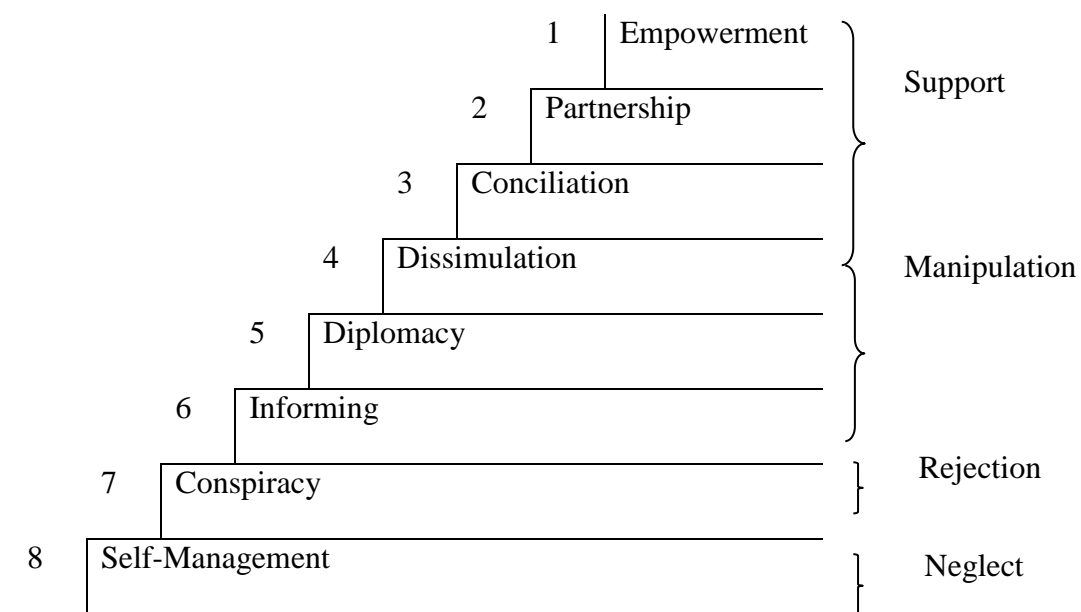 1 Empowerment
Support
2 Partnership
3 Conciliation
4 Dissimulation
Manipulation
5 Diplomacy
6 Informing
Rejection
7 Conspiracy
8 Self-Management
Neglect